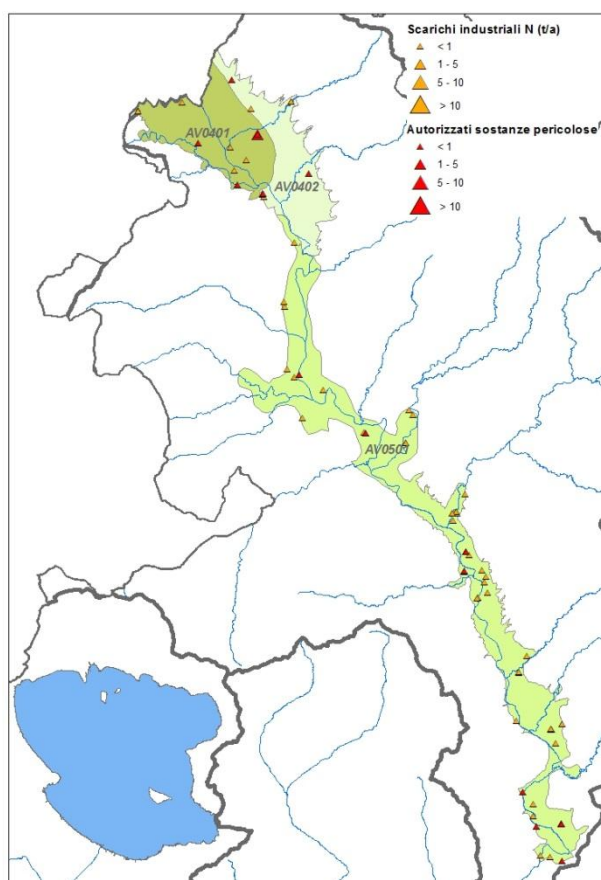 Scarichi industriali N (t/a)
< 1
1 - 5
5 - 10
> 10
Autorizzati sostanze pericolose
< 1
1 - 5
5 - 10
> 10
AV0401
AV0402
AV0501